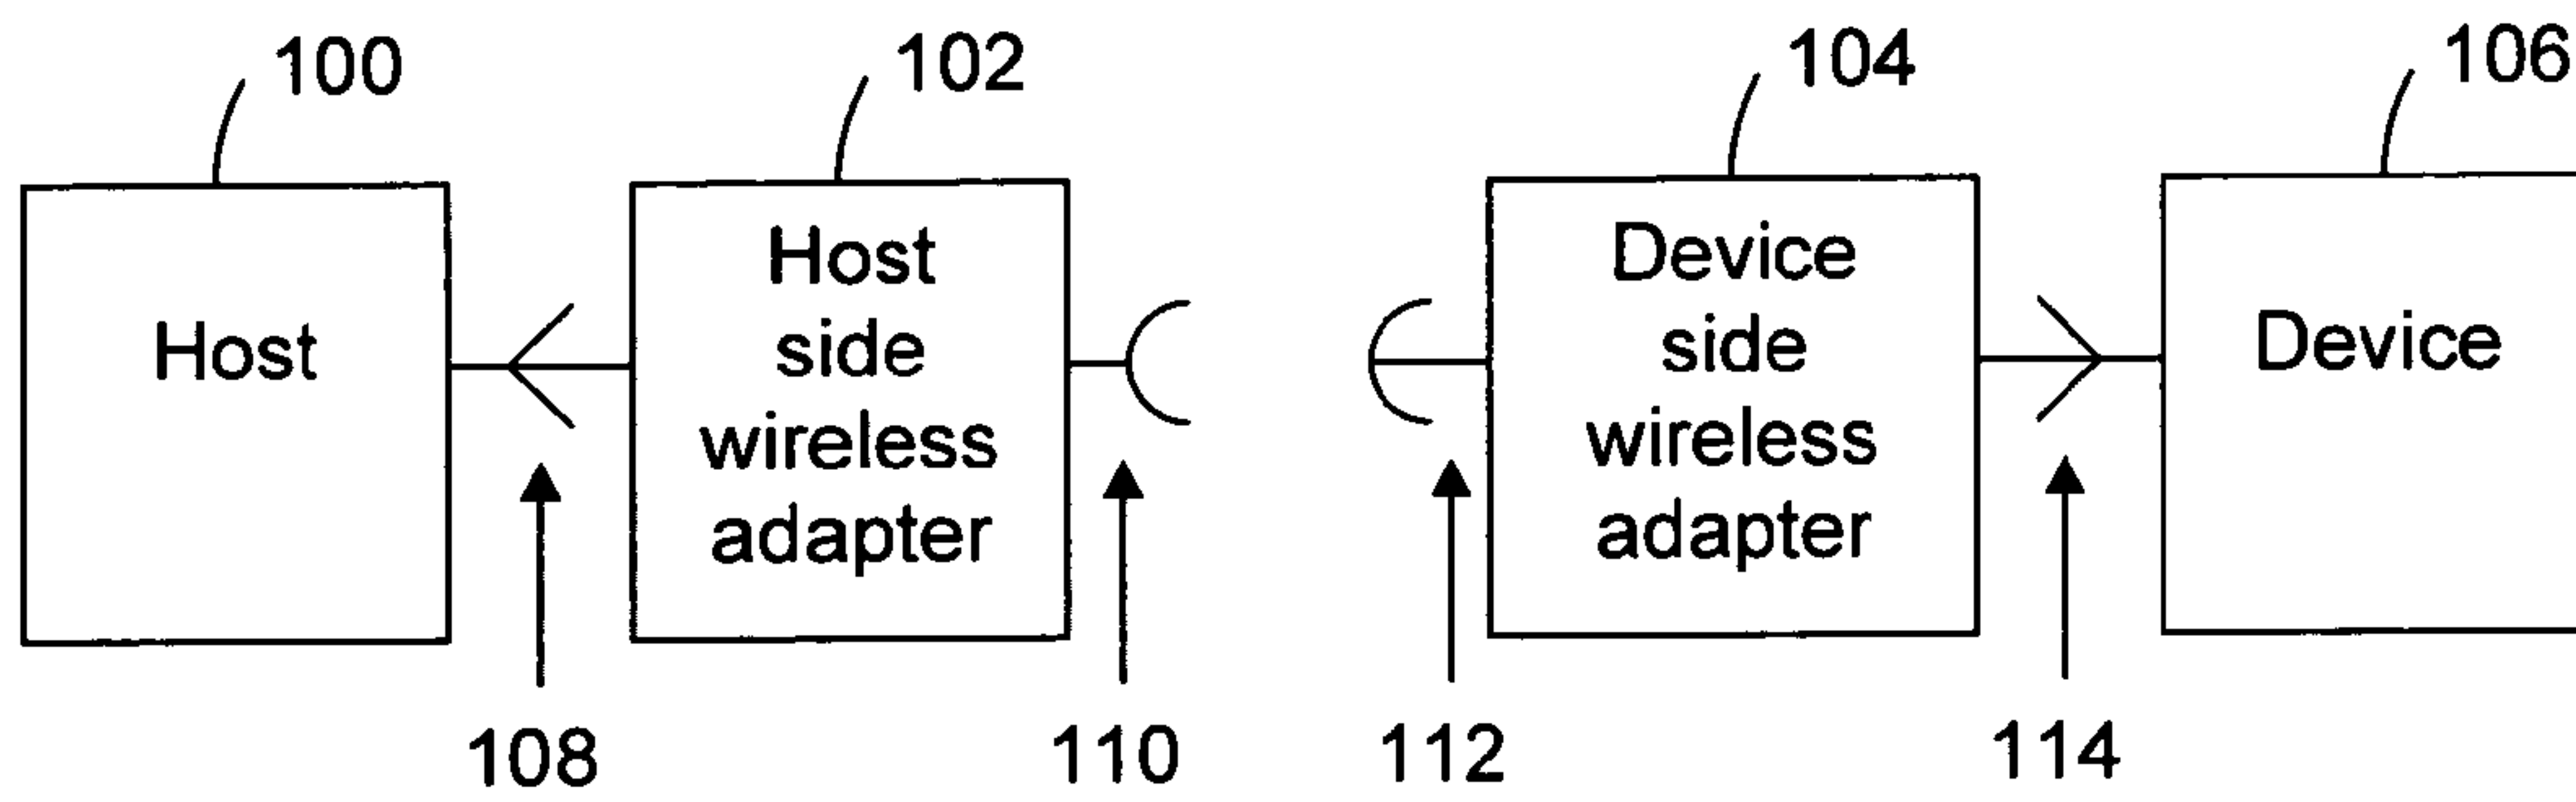 100
102
104
106
Host
Host
side
wireless
adapter
Device
side
wireless
adapter
Device
108
110
112
114